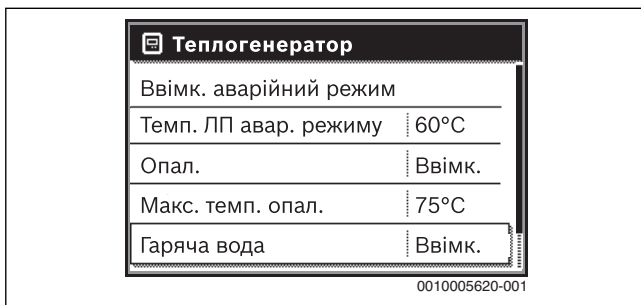 Теплогенератор
Ввімк. аварійний режим
Темп. ЛП авар. режиму 60°C
Опал. Ввімк.
Макс. темп. опал. 75°C
Гаряча вода Ввімк.
0010005620-001